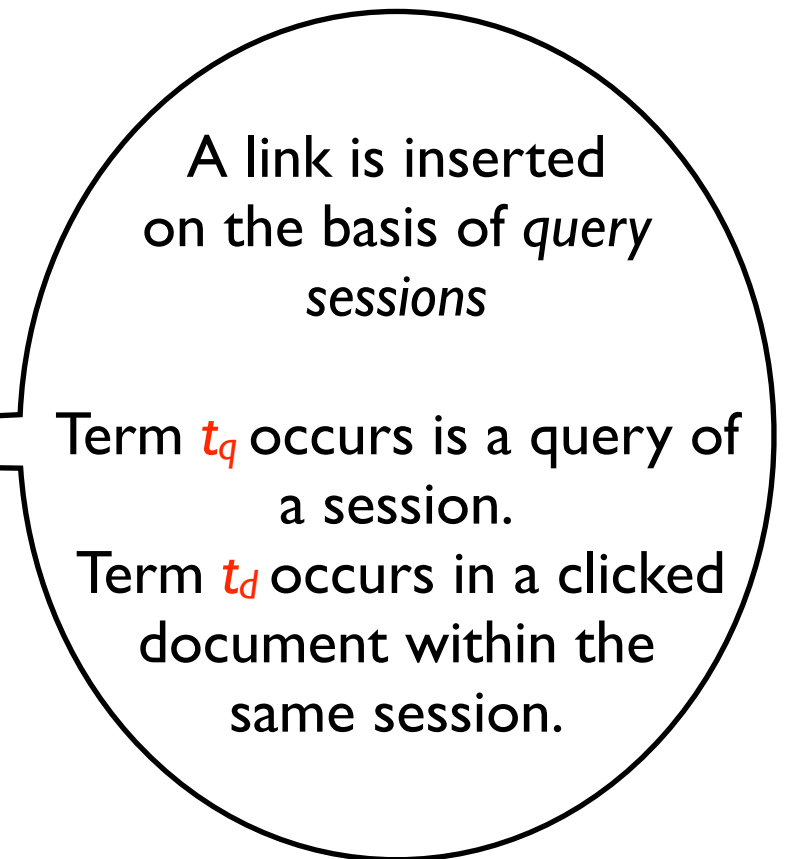 A link is inserted
on the basis of query
sessions
Term tq occurs is a query of
a session.
Term td occurs in a clicked
document within the
same session.